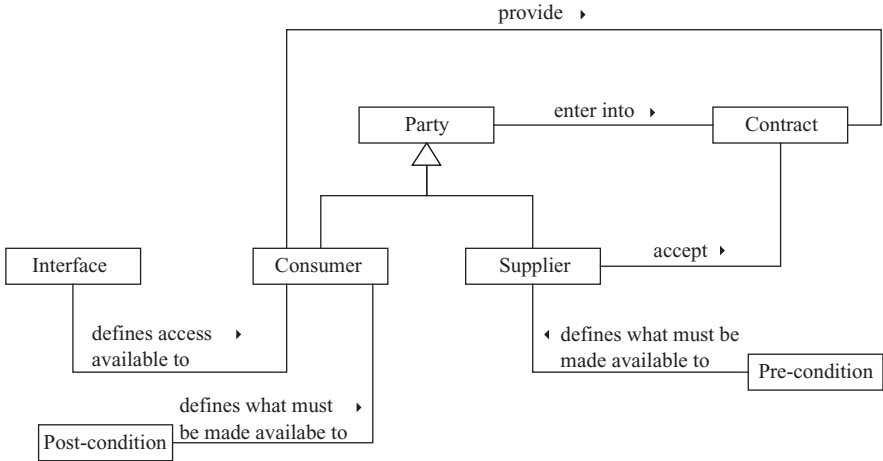 provide
Party
enter into
Contract
Interface
Consumer
Supplier
accept
defines access
available to
defines what must be
made available to
Pre-condition
defines what must
be made availabe to
Post-condition